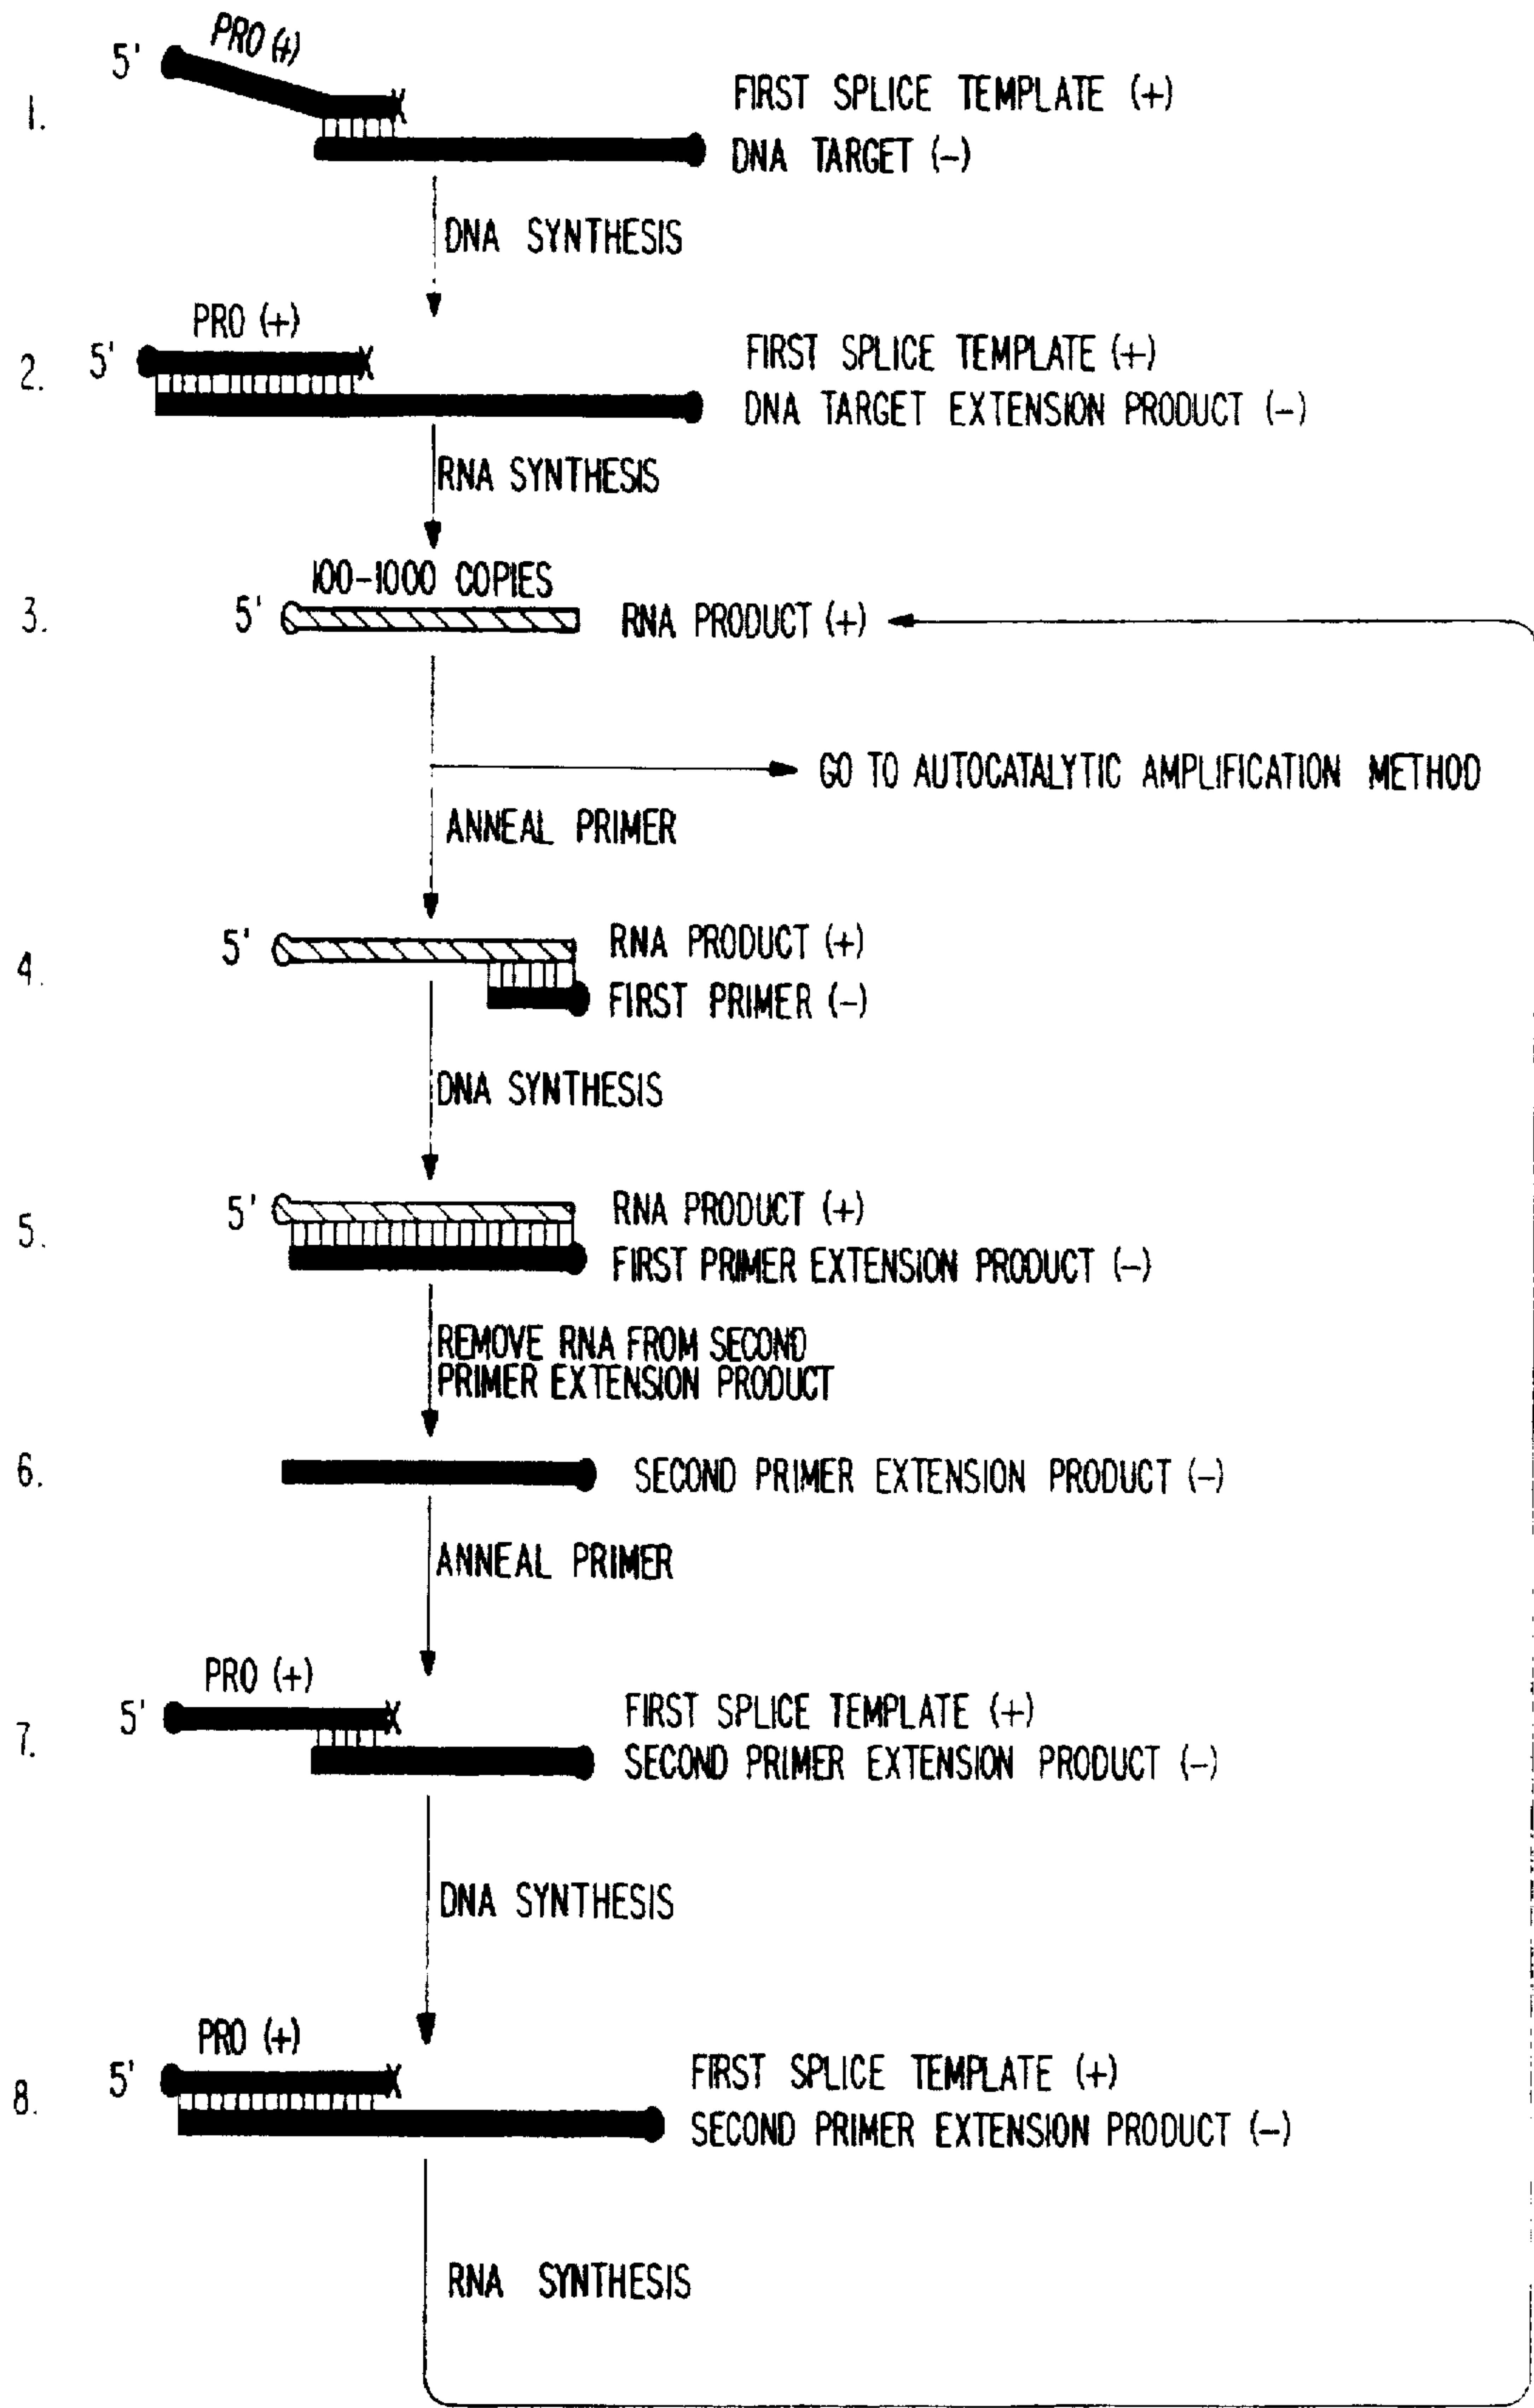 PRO (+)
5'
1.
X
FIRST SPLICE TEMPLATE (+)
DNA TARGET (-)
DNA SYNTHESIS
PRO (+)
2.
5'
X
FIRST SPLICE TEMPLATE (+)
DNA TARGET EXTENSION PRODUCT (-)
RNA SYNTHESIS
100-1000 COPIES
3.
5'
RNA PRODUCT (+)
GO TO AUTOCATALYTIC AMPLIFICATION METHOD
ANNEAL PRIMER
4.
5'
RNA PRODUCT (+)
FIRST PRIMER (-)
DNA SYNTHESIS
5.
5'
RNA PRODUCT (+)
FIRST PRIMER EXTENSION PRODUCT (-)
REMOVE RNA FROM SECOND
PRIMER EXTENSION PRODUCT
6.
SECOND PRIMER EXTENSION PRODUCT (-)
ANNEAL PRIMER
PRO (+)
7.
5'
X
FIRST SPLICE TEMPLATE (+)
SECOND PRIMER EXTENSION PRODUCT (-)
DNA SYNTHESIS
PRO (+)
8.
5'
X
FIRST SPLICE TEMPLATE (+)
SECOND PRIMER EXTENSION PRODUCT (-)
RNA SYNTHESIS